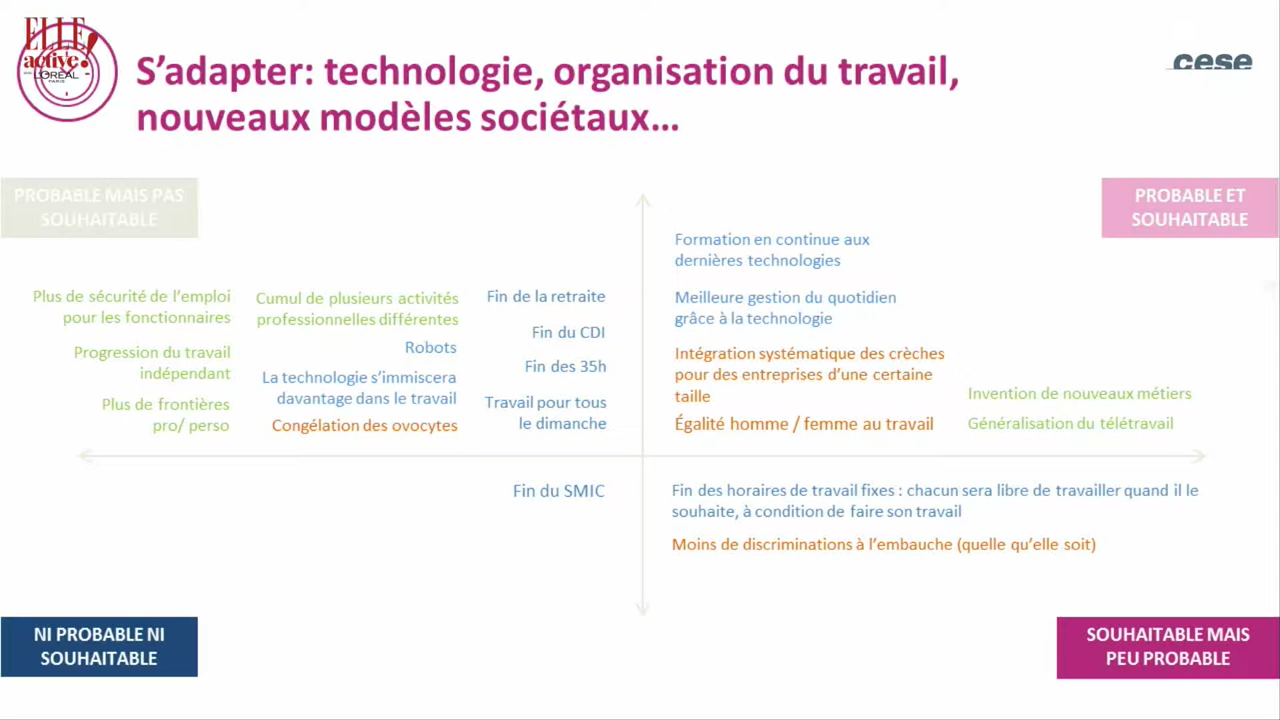 ELLE
active!
L'ORÉAL
PARIS
cese
S'adapter: technologie, organisation du travail,
nouveaux modèles sociétaux...
PROBABLE MAIS PAS
SOUHAITABLE
PROBABLE ET
SOUHAITABLE
Plus de sécurité de l'emploi
pour les fonctionnaires
Progression du travail
indépendant
Plus de frontières
pro/ perso
Cumul de plusieurs activités
professionnelles différentes
Robots
La technologie s'immiscera
davantage dans le travail
Congélation des ovocytes
Fin de la retraite
Fin du CDI
Fin des 35h
Travail pour tous
le dimanche
Formation en continue aux
dernières technologies
Meilleure gestion du quotidien
grâce à la technologie
Intégration systématique des crèches
pour des entreprises d'une certaine
taille
Égalité homme / femme au travail
Invention de nouveaux métiers
Généralisation du télétravail
Fin du SMIC
Fin des horaires de travail fixes : chacun sera libre de travailler quand il le
souhaite, à condition de faire son travail
Moins de discriminations à l'embauche (quelle qu'elle soit)
NI PROBABLE NI
SOUHAITABLE
SOUHAITABLE MAIS
PEU PROBABLE